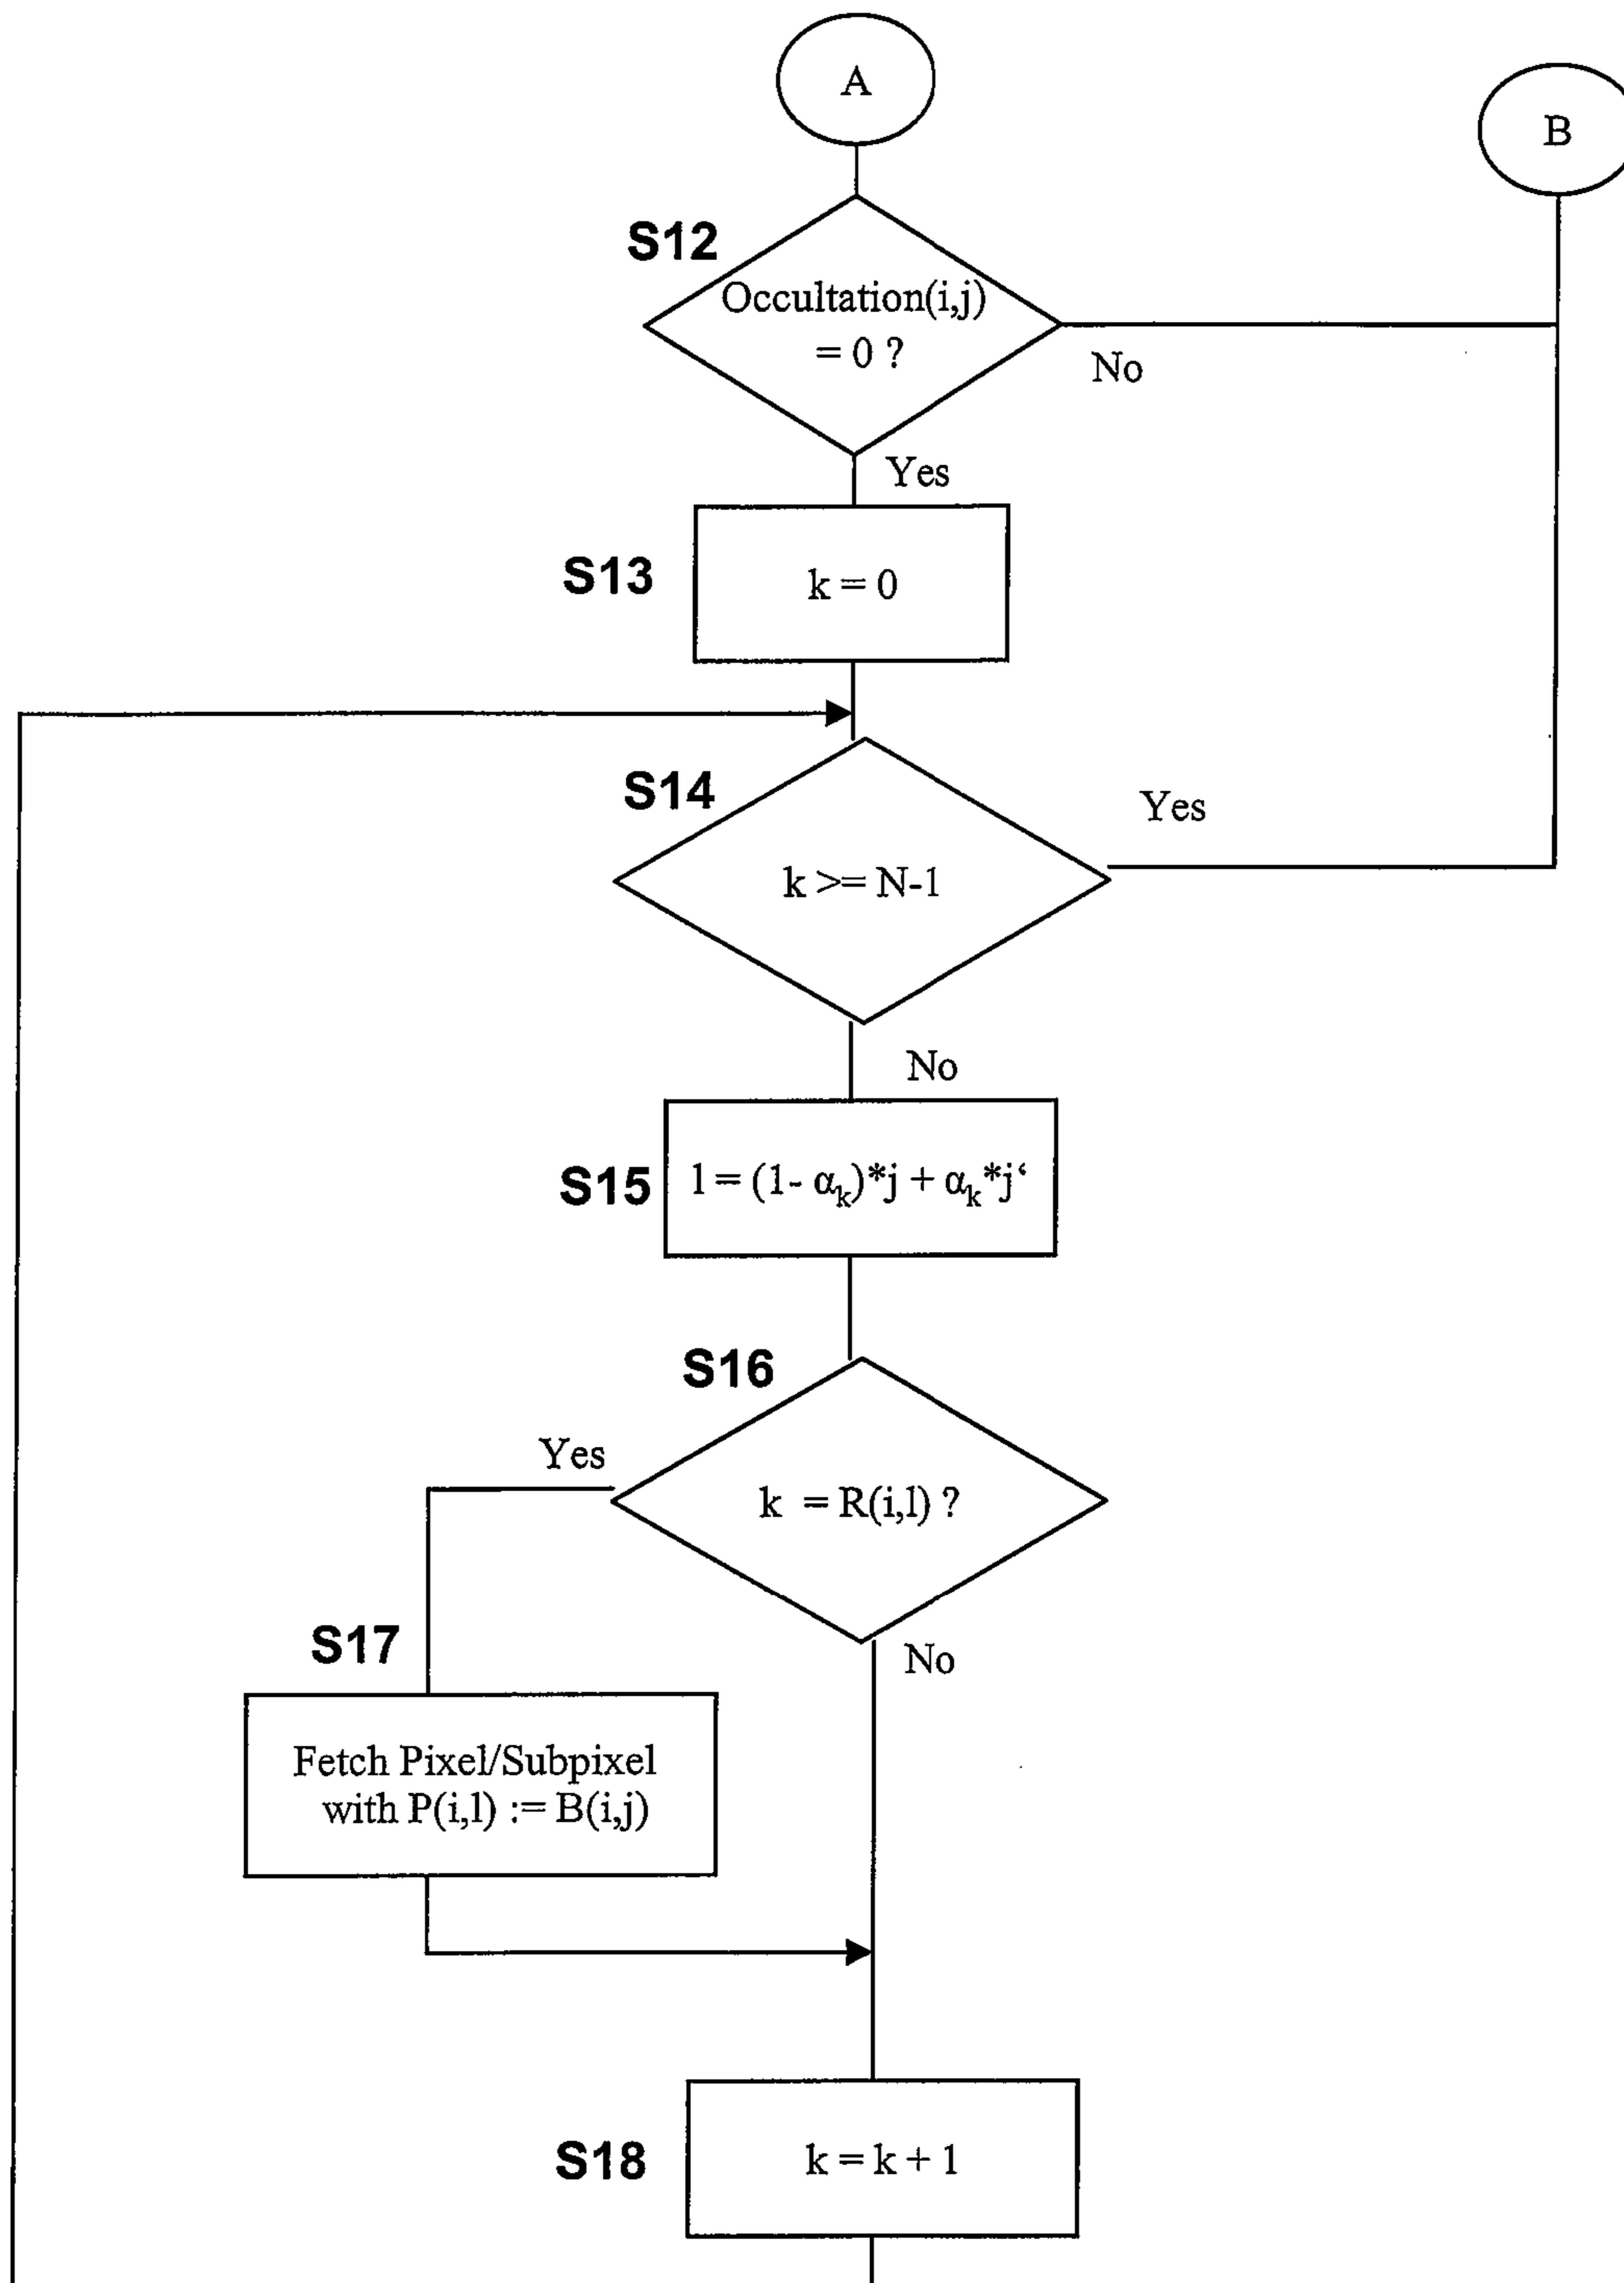 A
B
S12
Occultation(i,j)
= 0 ?
No
Yes
S13
k = 0
S14
Yes
k >= N-1
No
S15
l = (1- αk)*j + αk*j‘
S16
Yes
k = R(i,l) ?
S17
No
Fetch Pixel/Subpixel
with P(i,l) := B(i,j)
S18
k = k + 1